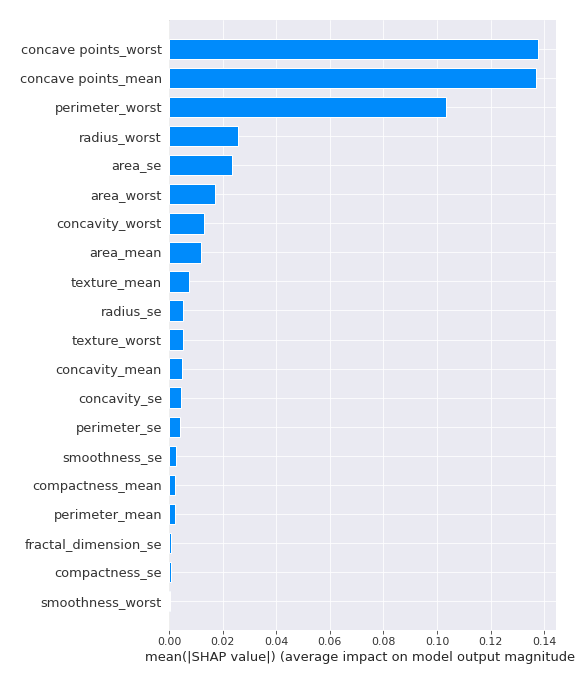 concave points_worst
concave points_mean
perimeter_worst
radius_worst
area_se
area_worst
concavity_worst
area_mean
texture_mean
radius_se
texture_worst
concavity_mean
concavity_se
perimeter_se
smoothness_se
compactness_mean
perimeter_mean
fractal_dimension_se
compactness_se
smoothness_worst
0.00 0.02 0.04 0.06 0.08 0.10 0.12 0.14
mean(|SHAP value|) (average impact on model output magnitude